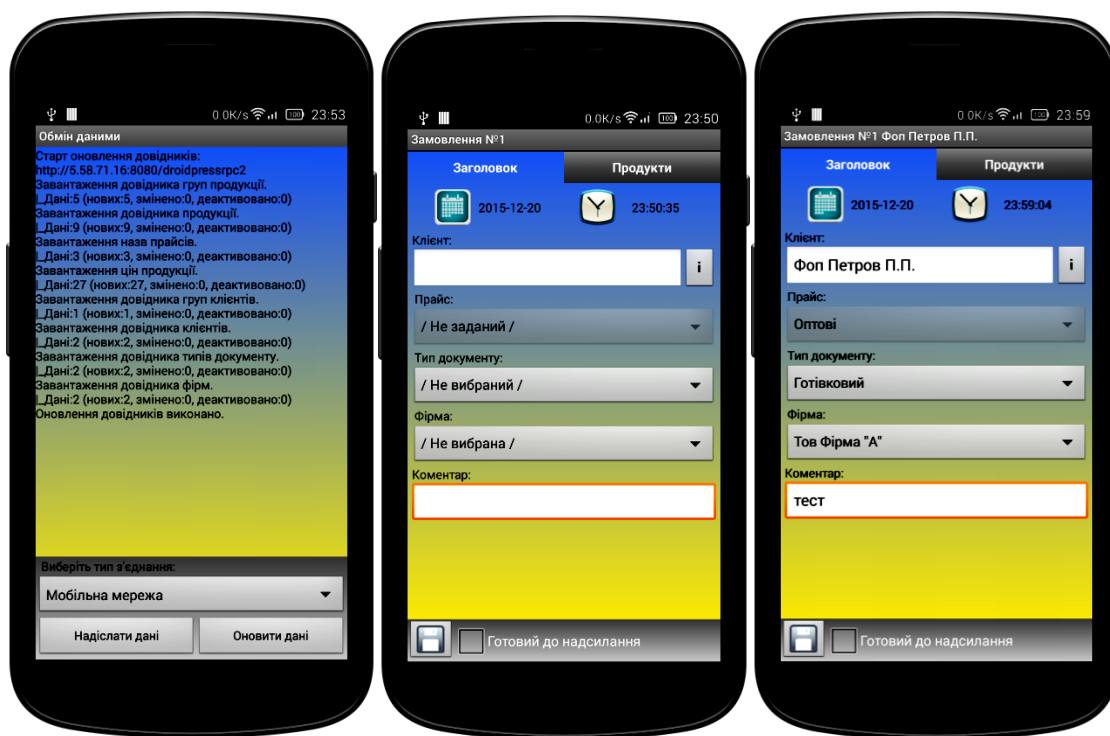 0.0K/s 100 23:53
Обмін даними
Старт оновлення довідників:
http://5.58.71.16:8080/droidpressrpc2
Завантаження довідника груп продукції.
|_Дані:5 (нових:5, змінено:0, деактивовано:0)
Завантаження довідника продукції.
|_Дані:9 (нових:9, змінено:0, деактивовано:0)
Завантаження назв прайсів.
|_Дані:3 (нових:3, змінено:0, деактивовано:0)
Завантаження цін продукції.
|_Дані:27 (нових:27, змінено:0, деактивовано:0)
Завантаження довідника груп клієнтів.
|_Дані:1 (нових:1, змінено:0, деактивовано:0)
Завантаження довідника клієнтів.
|_Дані:2 (нових:2, змінено:0, деактивовано:0)
Завантаження довідника типів документу.
|_Дані:2 (нових:2, змінено:0, деактивовано:0)
Завантаження довідника фірм.
|_Дані:2 (нових:2, змінено:0, деактивовано:0)
Оновлення довідників виконано.
Виберіть тип з'єднання:
Мобільна мережа
Надіслати дані Оновити дані
0.0K/s 100 23:50
Замовлення №1
Заголовок Продукти
2015-12-20 23:50:35
Клієнт:
i
Прайс:
/ Не заданий /
Тип документу:
/ Не вибраний /
Фірма:
/ Не вибрана /
Коментар:
Готовий до надсилання
0.0K/s 100 23:59
Замовлення №1 Фоп Петров П.П.
Заголовок Продукти
2015-12-20 23:59:04
Клієнт:
Фоп Петров П.П. i
Прайс:
Оптові
Тип документу:
Готівковий
Фірма:
Тов Фірма "А"
Коментар:
тест
Готовий до надсилання